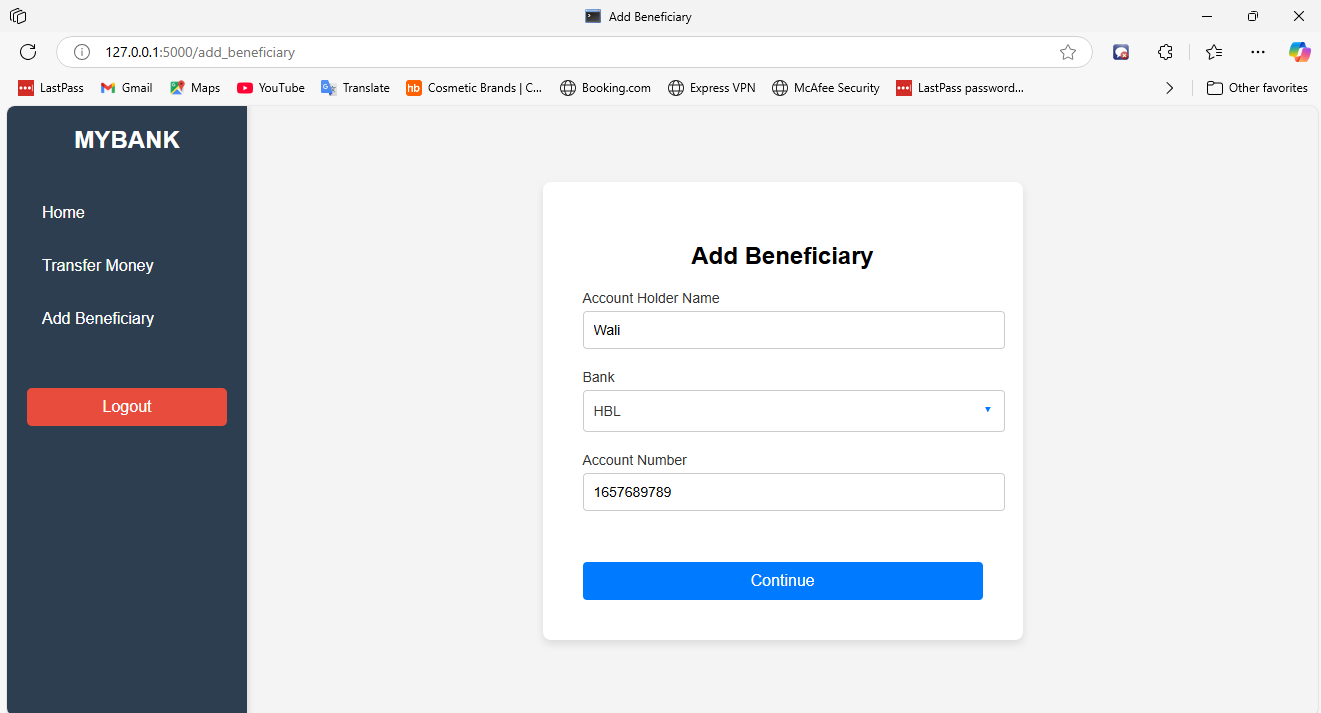 Add Beneficiary
127.0.0.1:5000/add_beneficiary
LastPass Gmail Maps YouTube Translate hb Cosmetic Brands | C... Booking.com Express VPN McAfee Security LastPass password... Other favorites
MYBANK
Home
Transfer Money
Add Beneficiary
Logout
Add Beneficiary
Account Holder Name
Wali
Bank
HBL
Account Number
1657689789
Continue